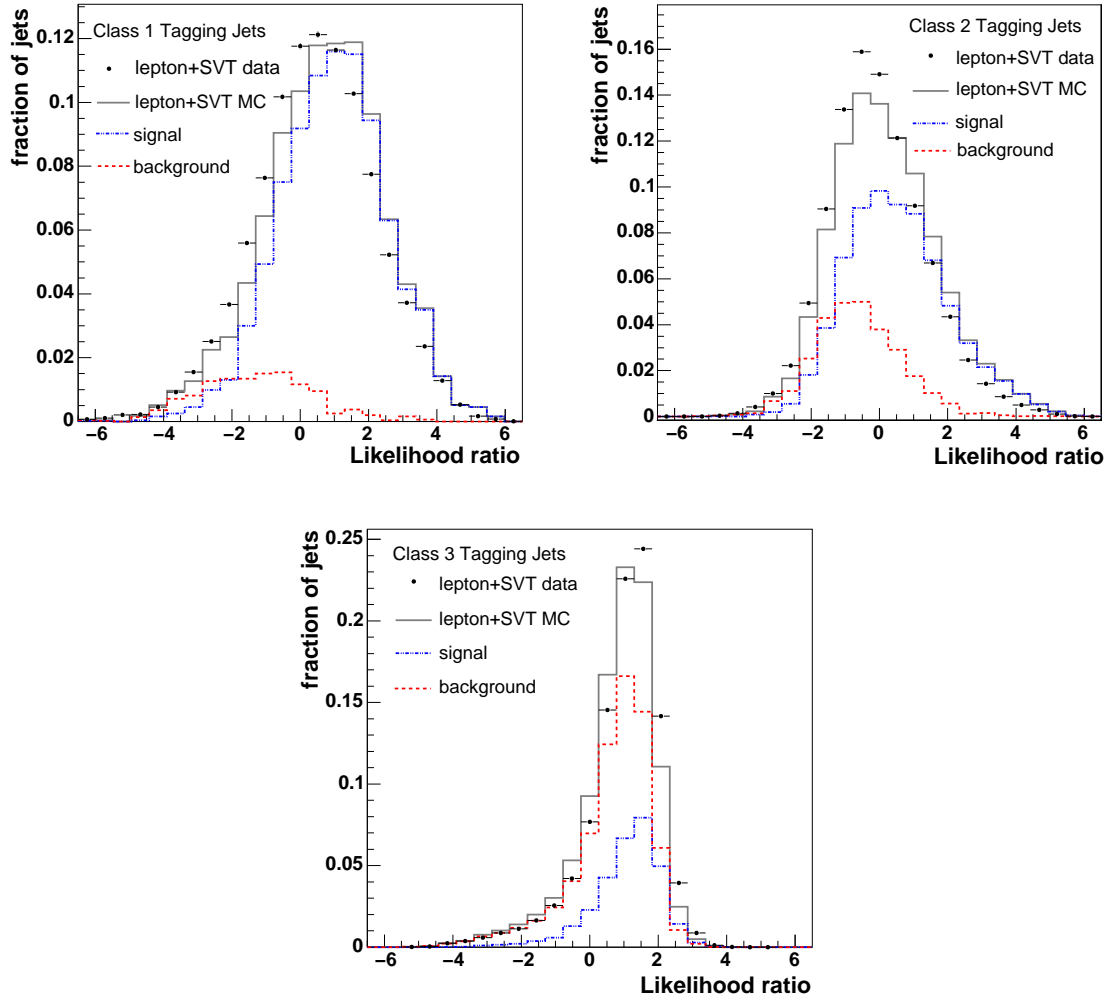 Class 1 Tagging Jets
lepton+SVT data
lepton+SVT MC
signal
background
fraction of jets
0.12
0.1
0.08
0.06
0.04
0.02
0
−6 −4 −2 0 2 4 6
Likelihood ratio
Class 2 Tagging Jets
lepton+SVT data
lepton+SVT MC
signal
background
fraction of jets
0.16
0.14
0.12
0.1
0.08
0.06
0.04
0.02
0
−6 −4 −2 0 2 4 6
Likelihood ratio
Class 3 Tagging Jets
lepton+SVT data
lepton+SVT MC
signal
background
fraction of jets
0.25
0.2
0.15
0.1
0.05
0
−6 −4 −2 0 2 4 6
Likelihood ratio